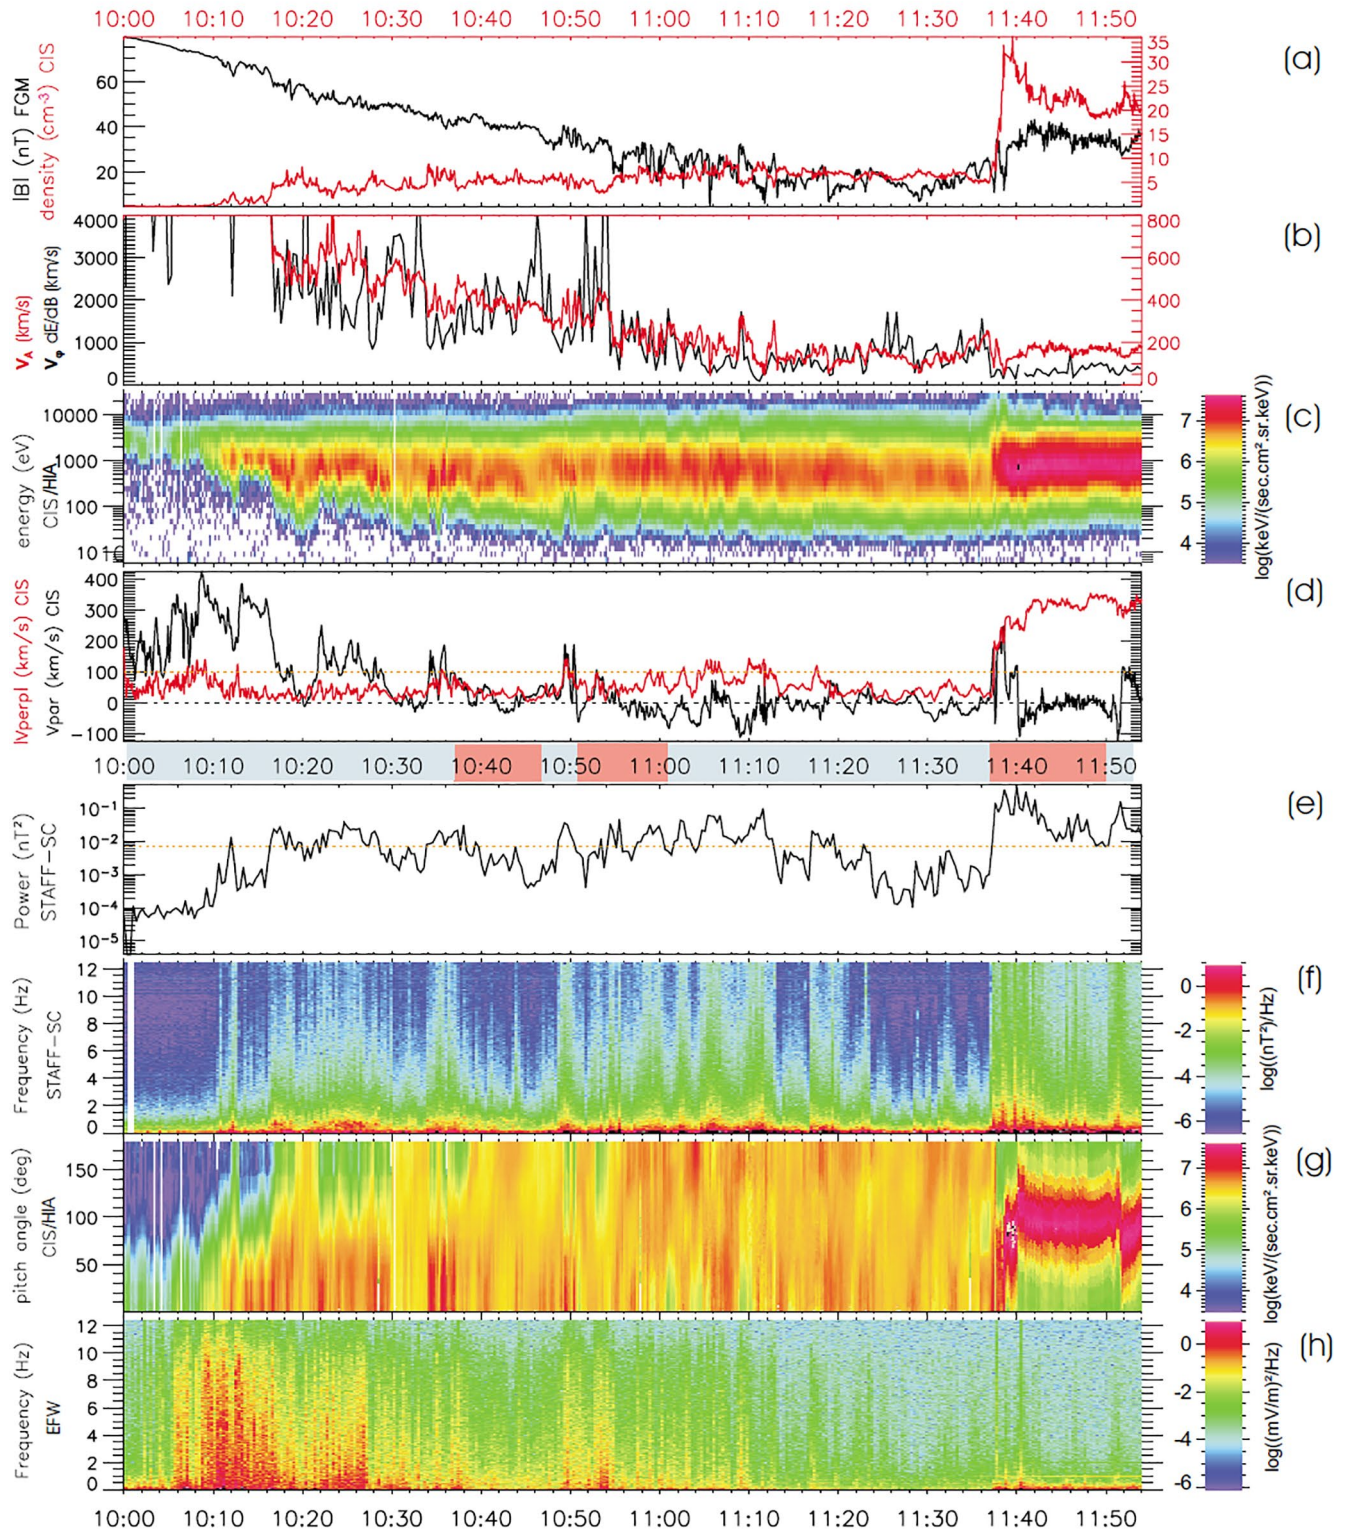 10:00 10:10 10:20 10:30 10:40 10:50 11:00 11:10 11:20 11:30 11:40 11:50
|B| (nT) FGM
density (cm⁻³) CIS
60
40
20
35
30
25
20
15
10
5
(a)
V_A (km/s)
V_φ dE/dB (km/s)
4000
3000
2000
1000
0
800
600
400
200
0
(b)
energy (eV)
CIS/HIA
10000
1000
100
10
7
6
5
4
log(keV/(sec.cm².sr.keV))
(c)
|vperp| (km/s) CIS
Vpar (km/s) CIS
400
300
200
100
0
−100
(d)
10:00 10:10 10:20 10:30 10:40 10:50 11:00 11:10 11:20 11:30 11:40 11:50
Power (nT²)
STAFF−SC
10⁻¹
10⁻²
10⁻³
10⁻⁴
10⁻⁵
(e)
Frequency (Hz)
STAFF−SC
12
10
8
6
4
2
0
0
-2
-4
-6
log((nT²)/Hz)
(f)
pitch angle (deg)
CIS/HIA
150
100
50
7
6
5
4
log(keV/(sec.cm².sr.keV))
(g)
Frequency (Hz)
EFW
12
10
8
6
4
2
0
0
-2
-4
-6
log((mV/m)²/Hz)
(h)
10:00 10:10 10:20 10:30 10:40 10:50 11:00 11:10 11:20 11:30 11:40 11:50